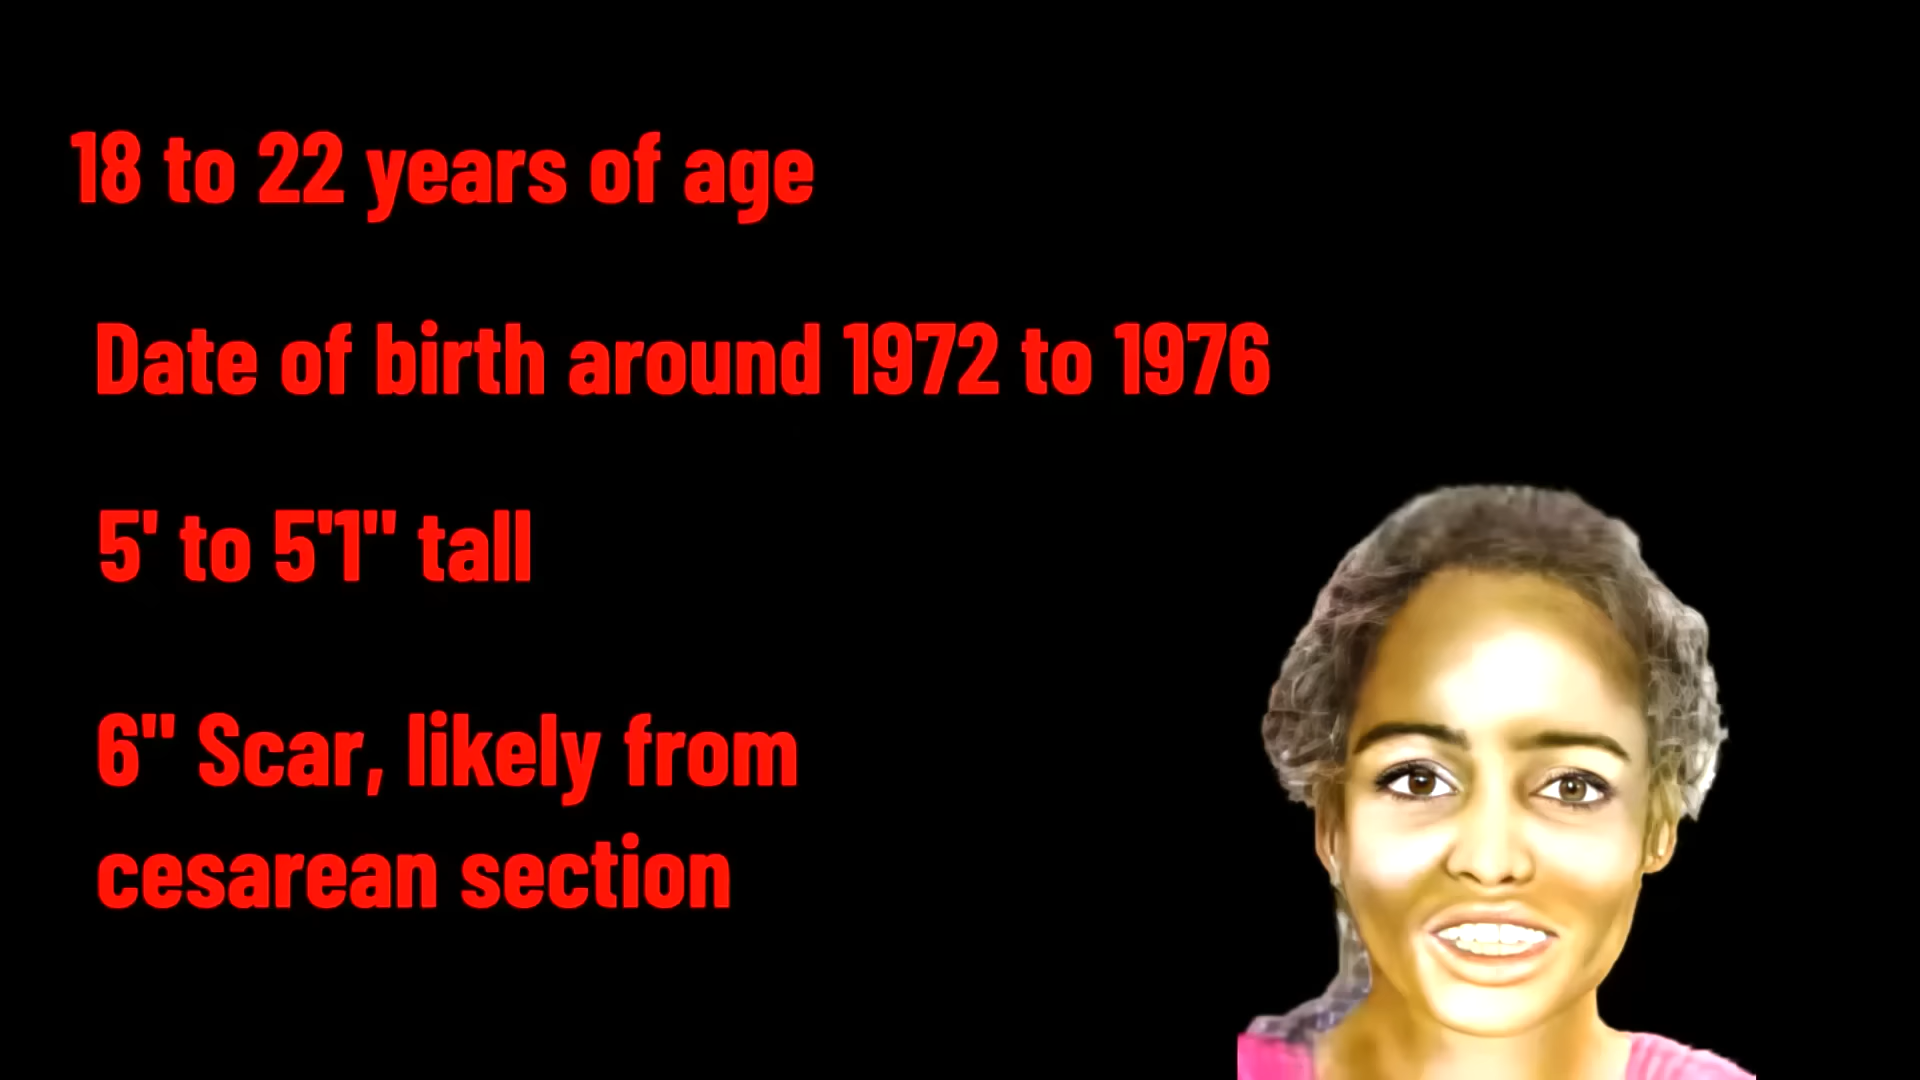 18 to 22 years of age
Date of birth around 1972 to 1976
5' to 5'1" tall
6" Scar, likely from
cesarean section